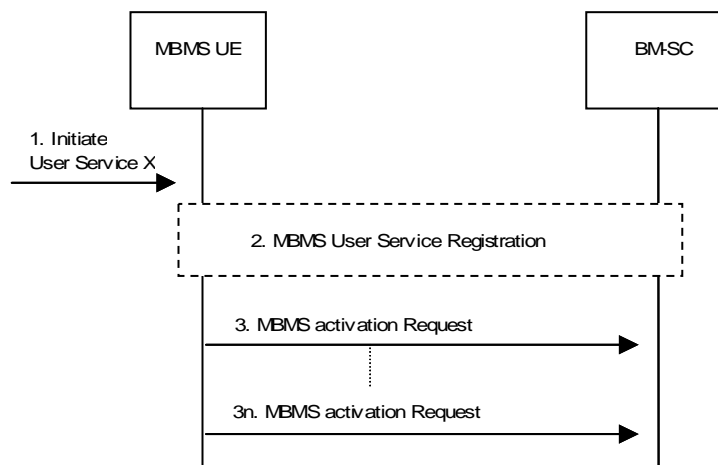 MBMS UE
BM-SC
1. Initiate
User Service X
2. MBMS User Service Registration
3. MBMS activation Request
3n. MBMS activation Request